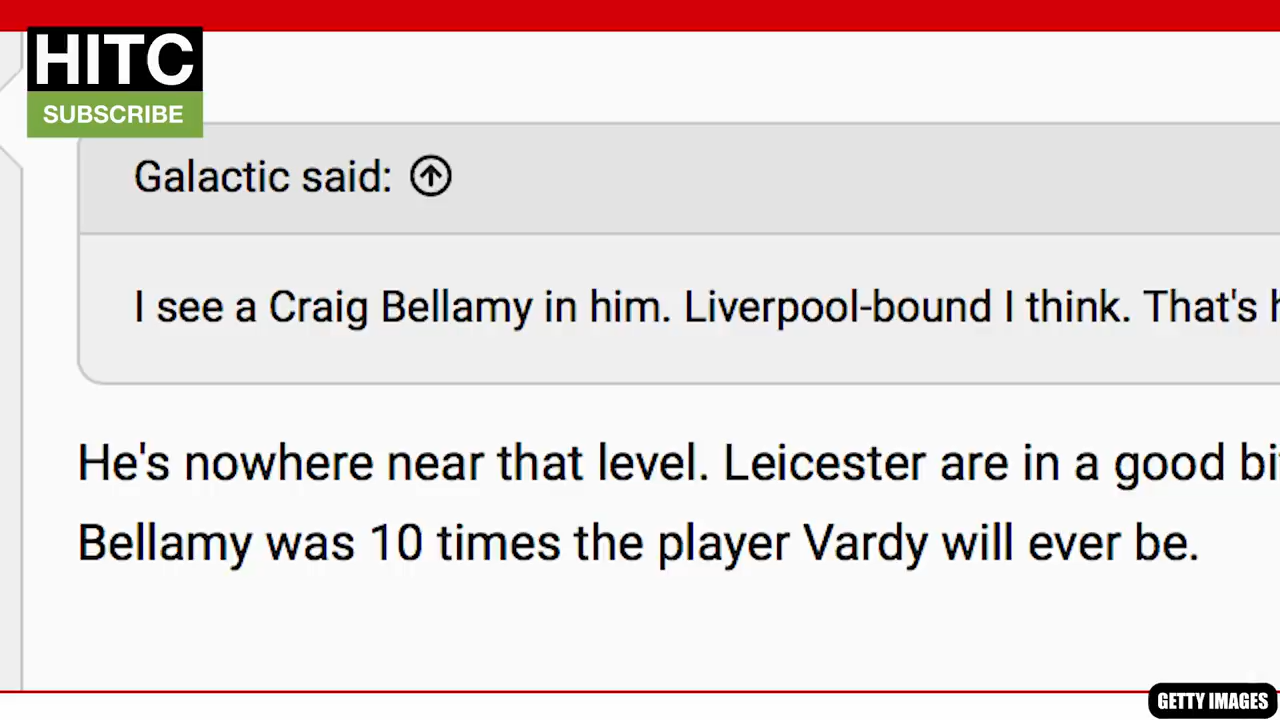 HITC
SUBSCRIBE
Galactic said:
I see a Craig Bellamy in him. Liverpool-bound I think. That's
He's nowhere near that level. Leicester are in a good
Bellamy was 10 times the player Vardy will ever be.
GETTY IMAGES